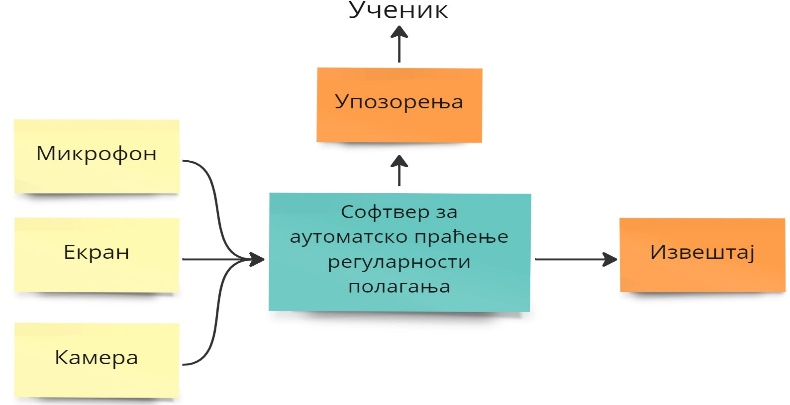 Ученик
Упозорења
Микрофон
Екран
Камера
Софтвер за
аутоматско праћење
регуларности
полагања
Извештај